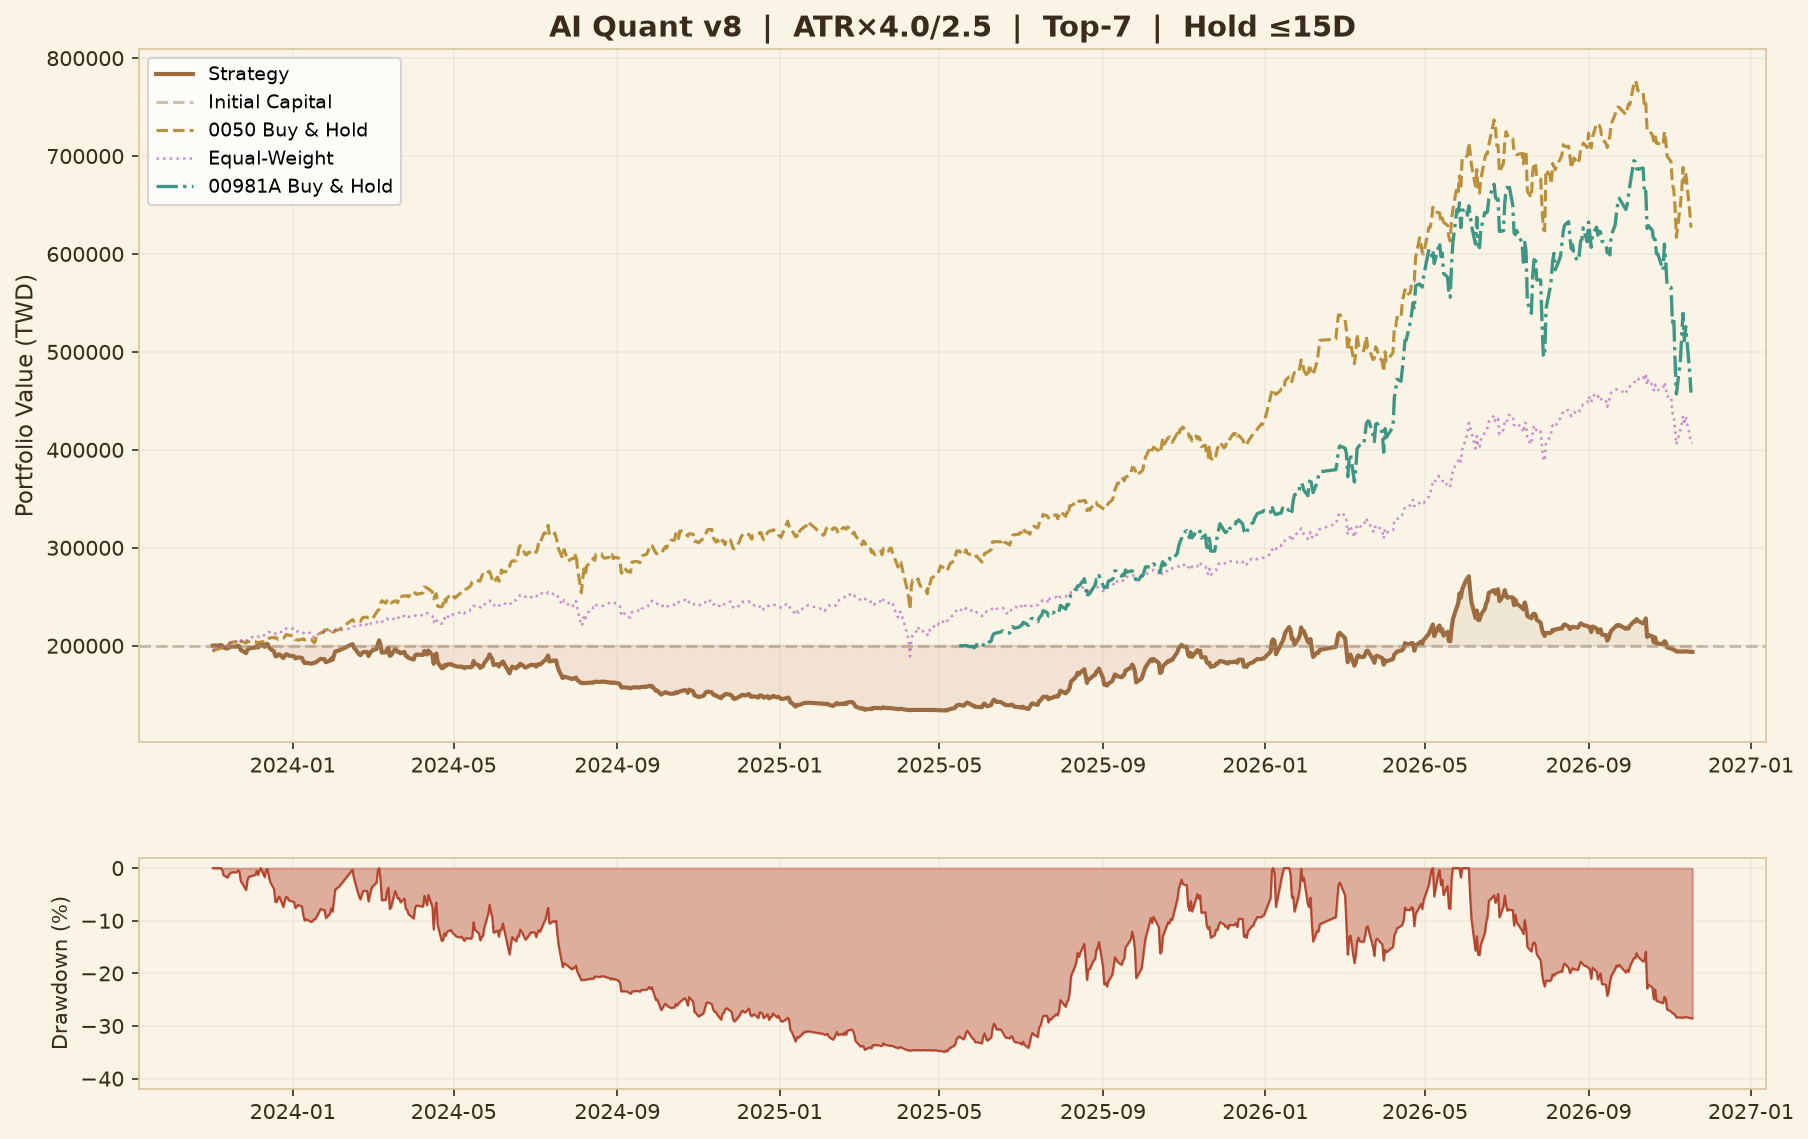 AI Quant v8 | ATR×4.0/2.5 | Top-7 | Hold ≤15D
Strategy
Initial Capital
0050 Buy & Hold
Equal-Weight
00981A Buy & Hold
Portfolio Value (TWD)
800000
700000
600000
500000
400000
300000
200000
2024-01 2024-05 2024-09 2025-01 2025-05 2025-09 2026-01 2026-05 2026-09 2027-01
Drawdown (%)
0
−10
−20
−30
−40
2024-01 2024-05 2024-09 2025-01 2025-05 2025-09 2026-01 2026-05 2026-09 2027-01